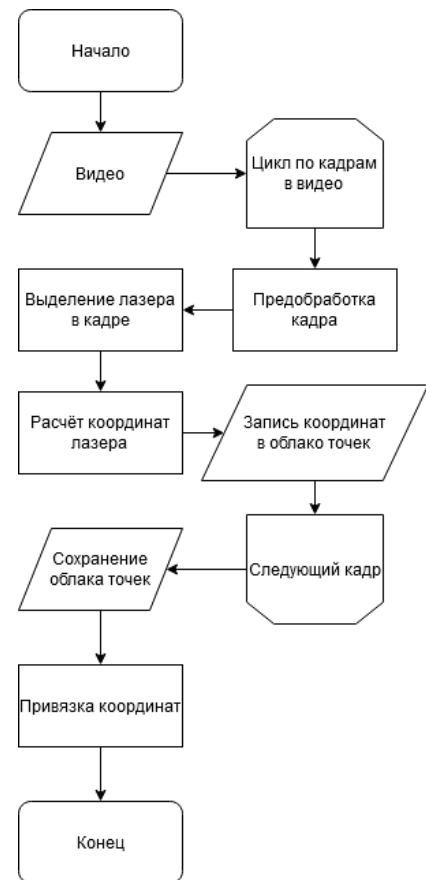 Начало
Видео
Цикл по кадрам
в видео
Предобработка
кадра
Выделение лазера
в кадре
Расчёт координат
лазера
Запись координат
в облако точек
Следующий кадр
Сохранение
облака точек
Привязка координат
Конец